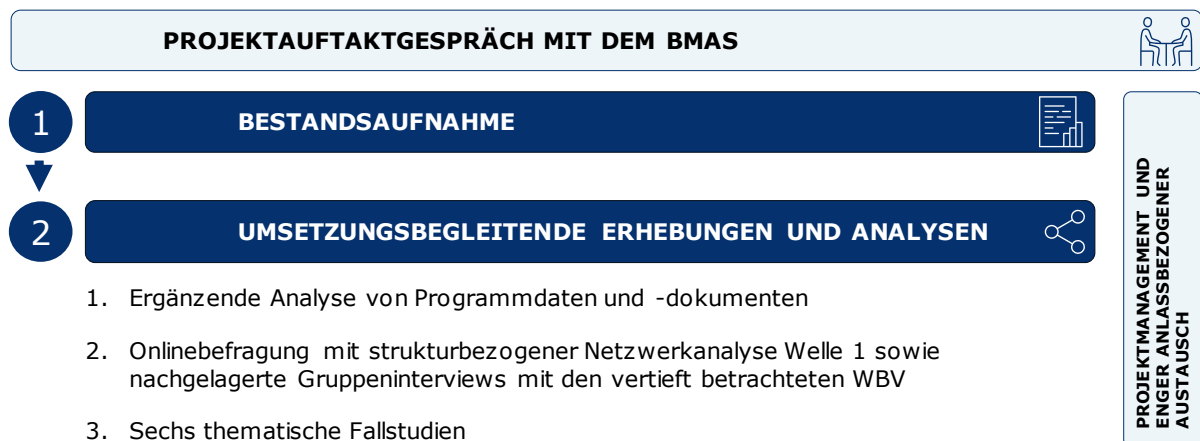 PROJEKTAUFTAKTGESPRÄCH MIT DEM BMAS
1
BESTANDSAUFNAHME
2
UMSETZUNGSBEGLEITENDE ERHEBUNGEN UND ANALYSEN
1. Ergänzende Analyse von Programmdaten und -dokumenten
2. Onlinebefragung mit strukturbezogener Netzwerkanalyse Welle 1 sowie
nachgelagerte Gruppeninterviews mit den vertieft betrachteten WBV
3. Sechs thematische Fallstudien
PROJEKTMANAGEMENT UND
ENGER ANLASSBEZOGENER
AUSTAUSCH